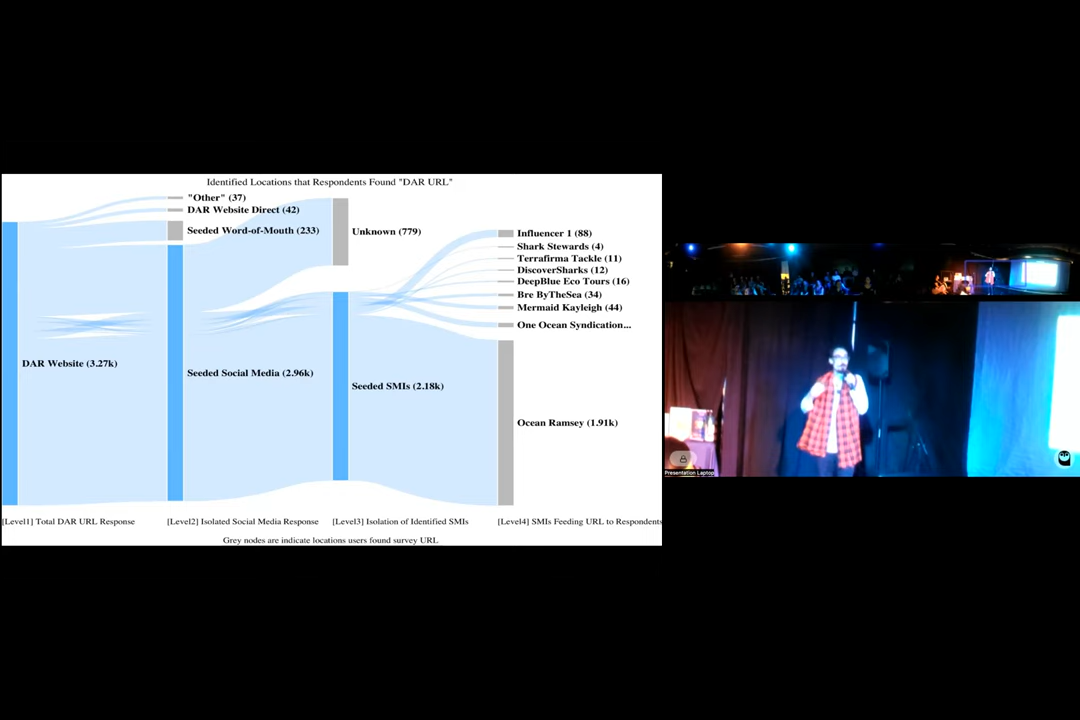 Identified Locations that Respondents Found "DAR URL"
"Other" (37)
DAR Website Direct (42)
Seeded Word-of-Mouth (233)
Unknown (779)
Influencer 1 (88)
Shark Stewards (4)
Terrafirma Tackle (11)
DiscoverSharks (12)
DeepBlue Eco Tours (16)
Bre ByTheSea (34)
Mermaid Kayleigh (44)
One Ocean Syndication...
DAR Website (3.27k)
Seeded Social Media (2.96k)
Seeded SMIs (2.18k)
Ocean Ramsey (1.91k)
[Level1] Total DAR URL Response
[Level2] Isolated Social Media Response
[Level3] Isolation of Identified SMIs
[Level4] SMIs Feeding URL to Respondents
Grey nodes are indicate locations users found survey URL
Presentation Laptop